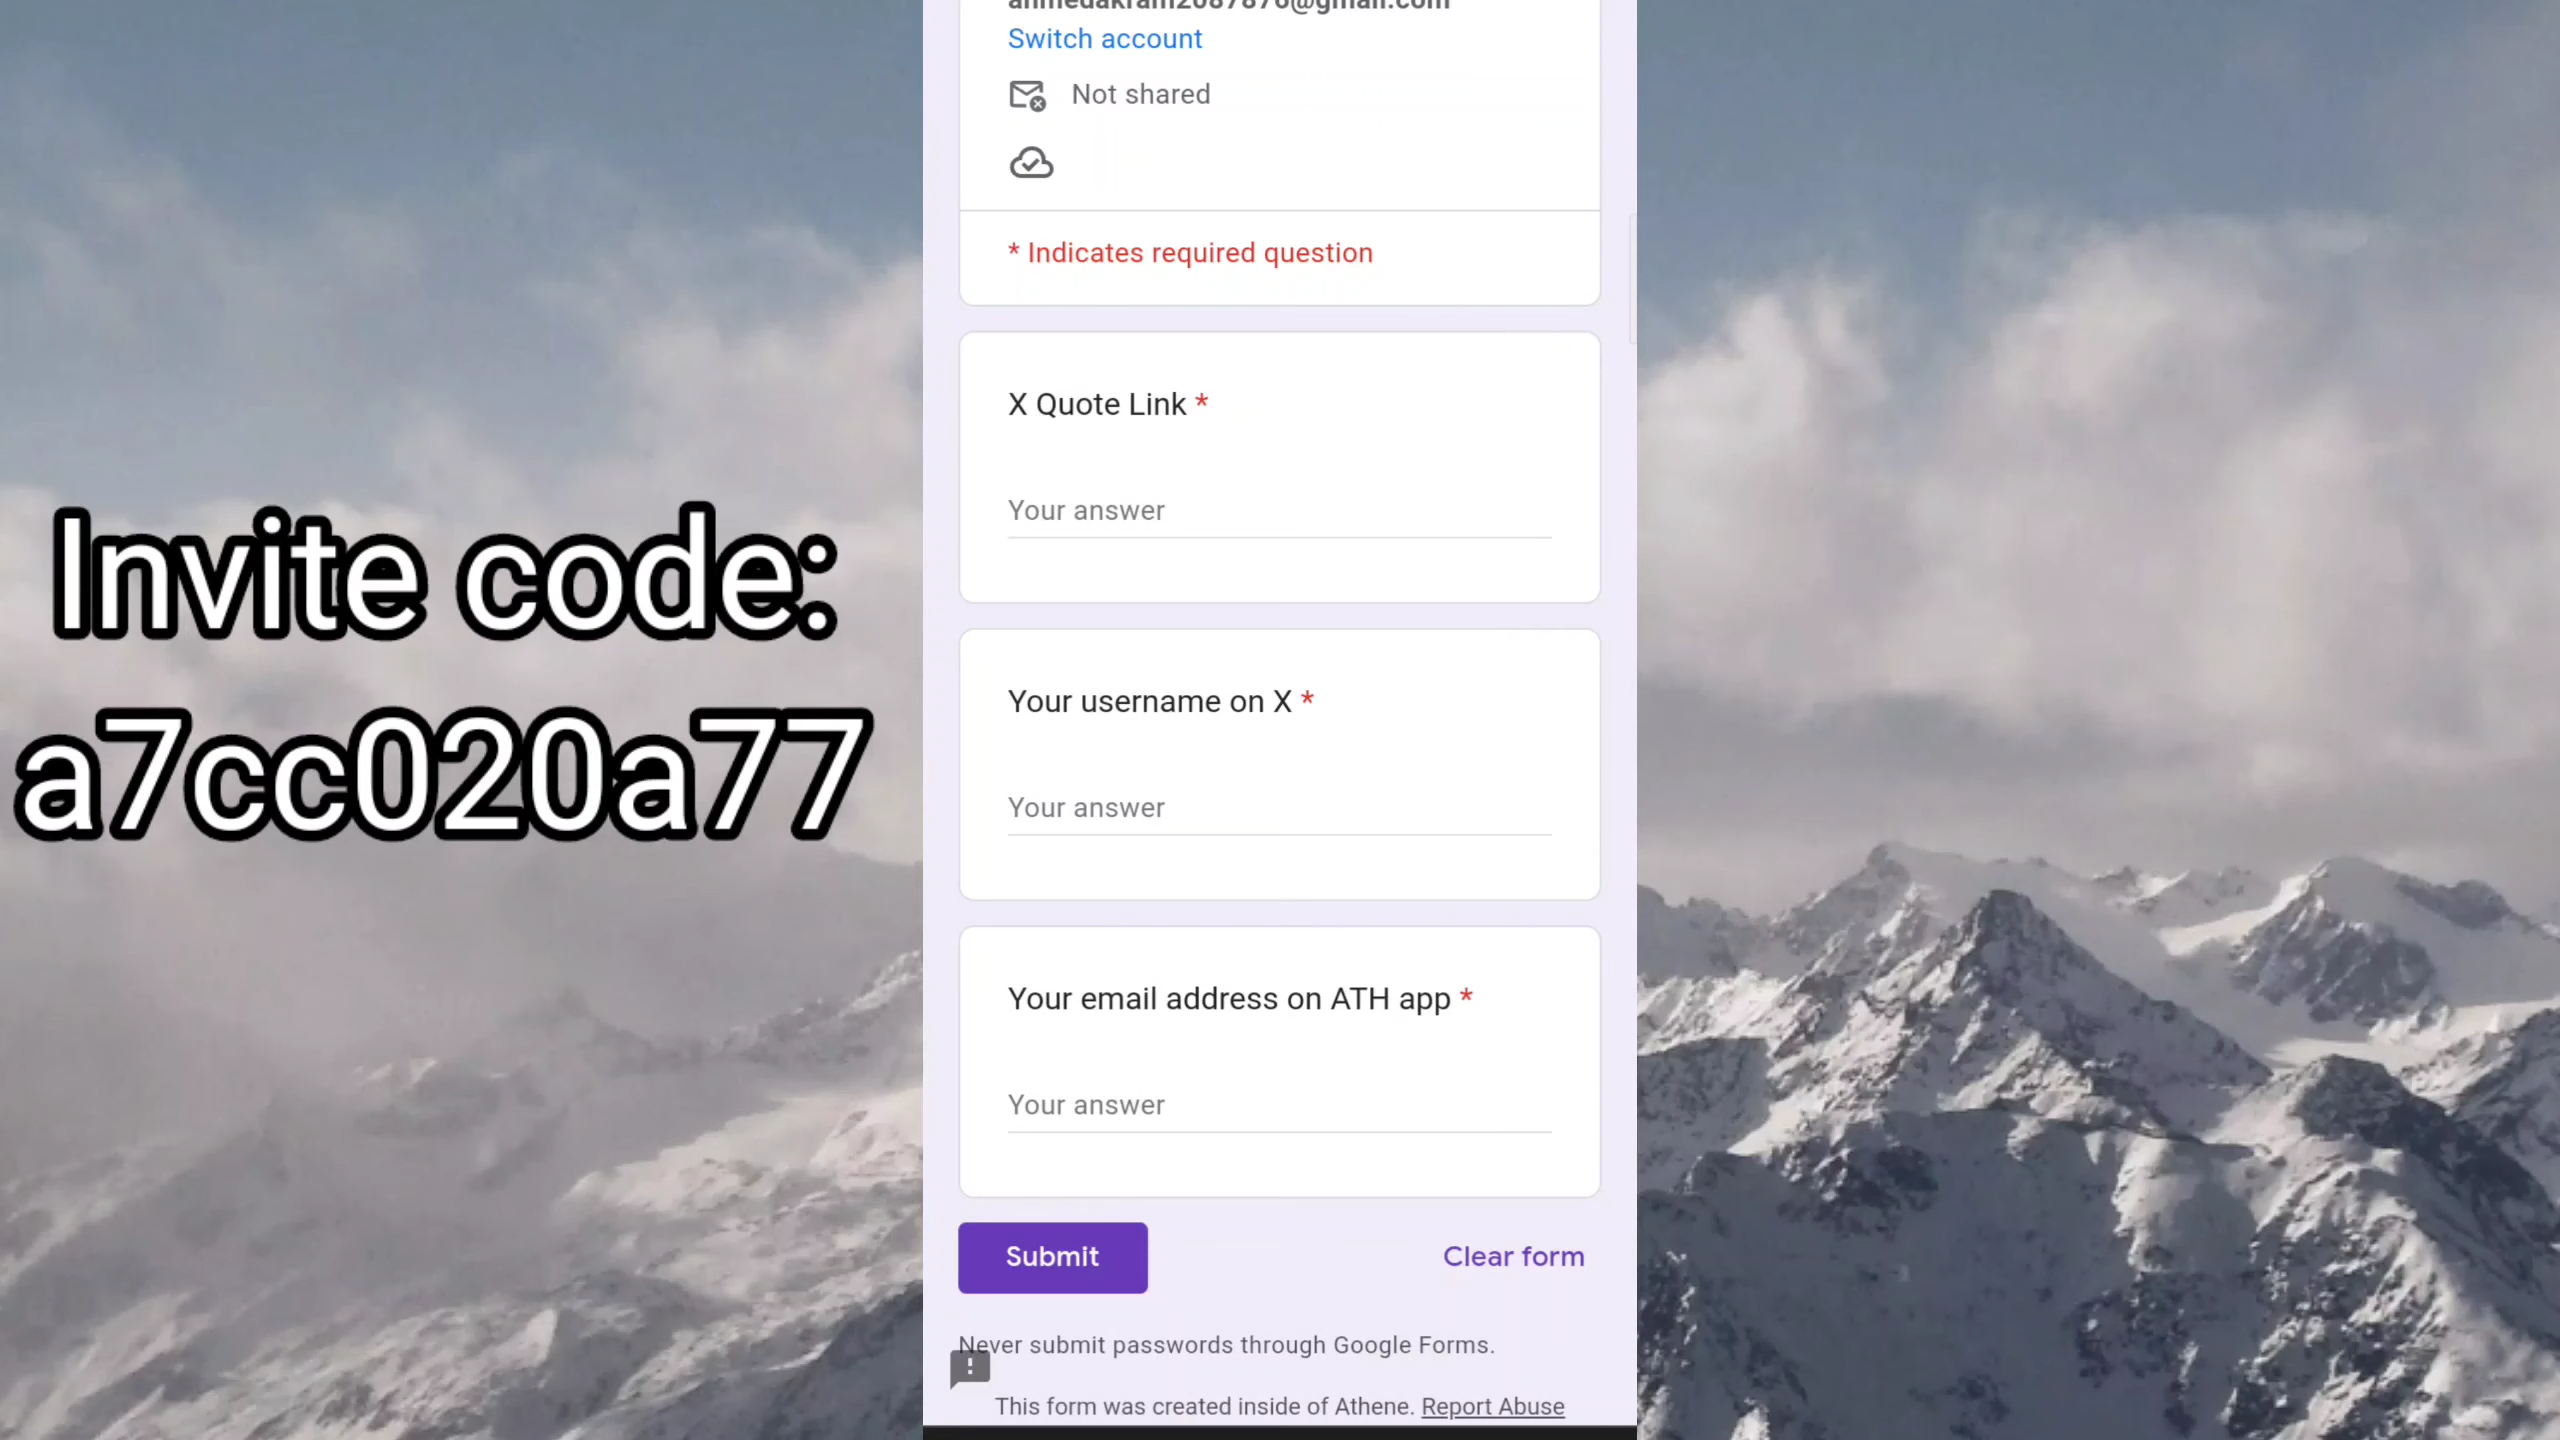 Invite code:
a7cc020a77
Switch account
Not shared
* Indicates required question
X Quote Link *
Your answer
Your username on X *
Your answer
Your email address on ATH app *
Your answer
Submit
Clear form
Never submit passwords through Google Forms.
This form was created inside of Athene. Report Abuse